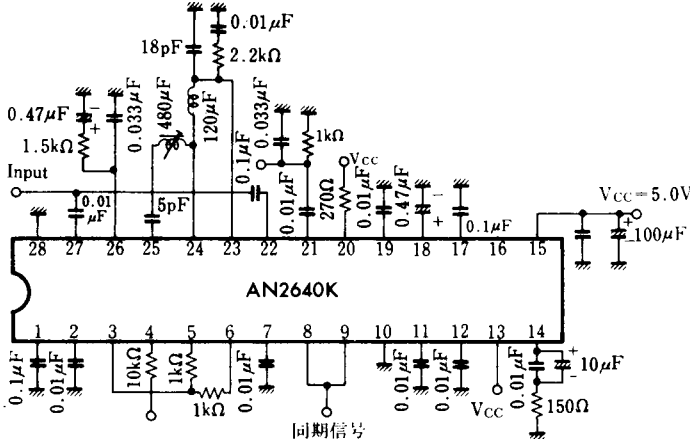 0.01μF
18pF
2.2kΩ
0.47μF
−
+
0.033μF
480μF
120μF
0.033μF
1.5kΩ
1kΩ
0.1μF
Input
Vcc
0.01
μF
5pF
0.01μF
270Ω
0.01μF
0.47μF
−
+
0.1μF
Vcc=5.0V
+
−
100μF
28 27 26 25 24 23 22 21 20 19 18 17 16 15
AN2640K
1 2 3 4 5 6 7 8 9 10 11 12 13 14
0.1μF
0.01μF
10kΩ
1kΩ
1kΩ
0.01μF
0.01μF
0.01μF
0.01μF
+
−
10μF
150Ω
Vcc
同期信号